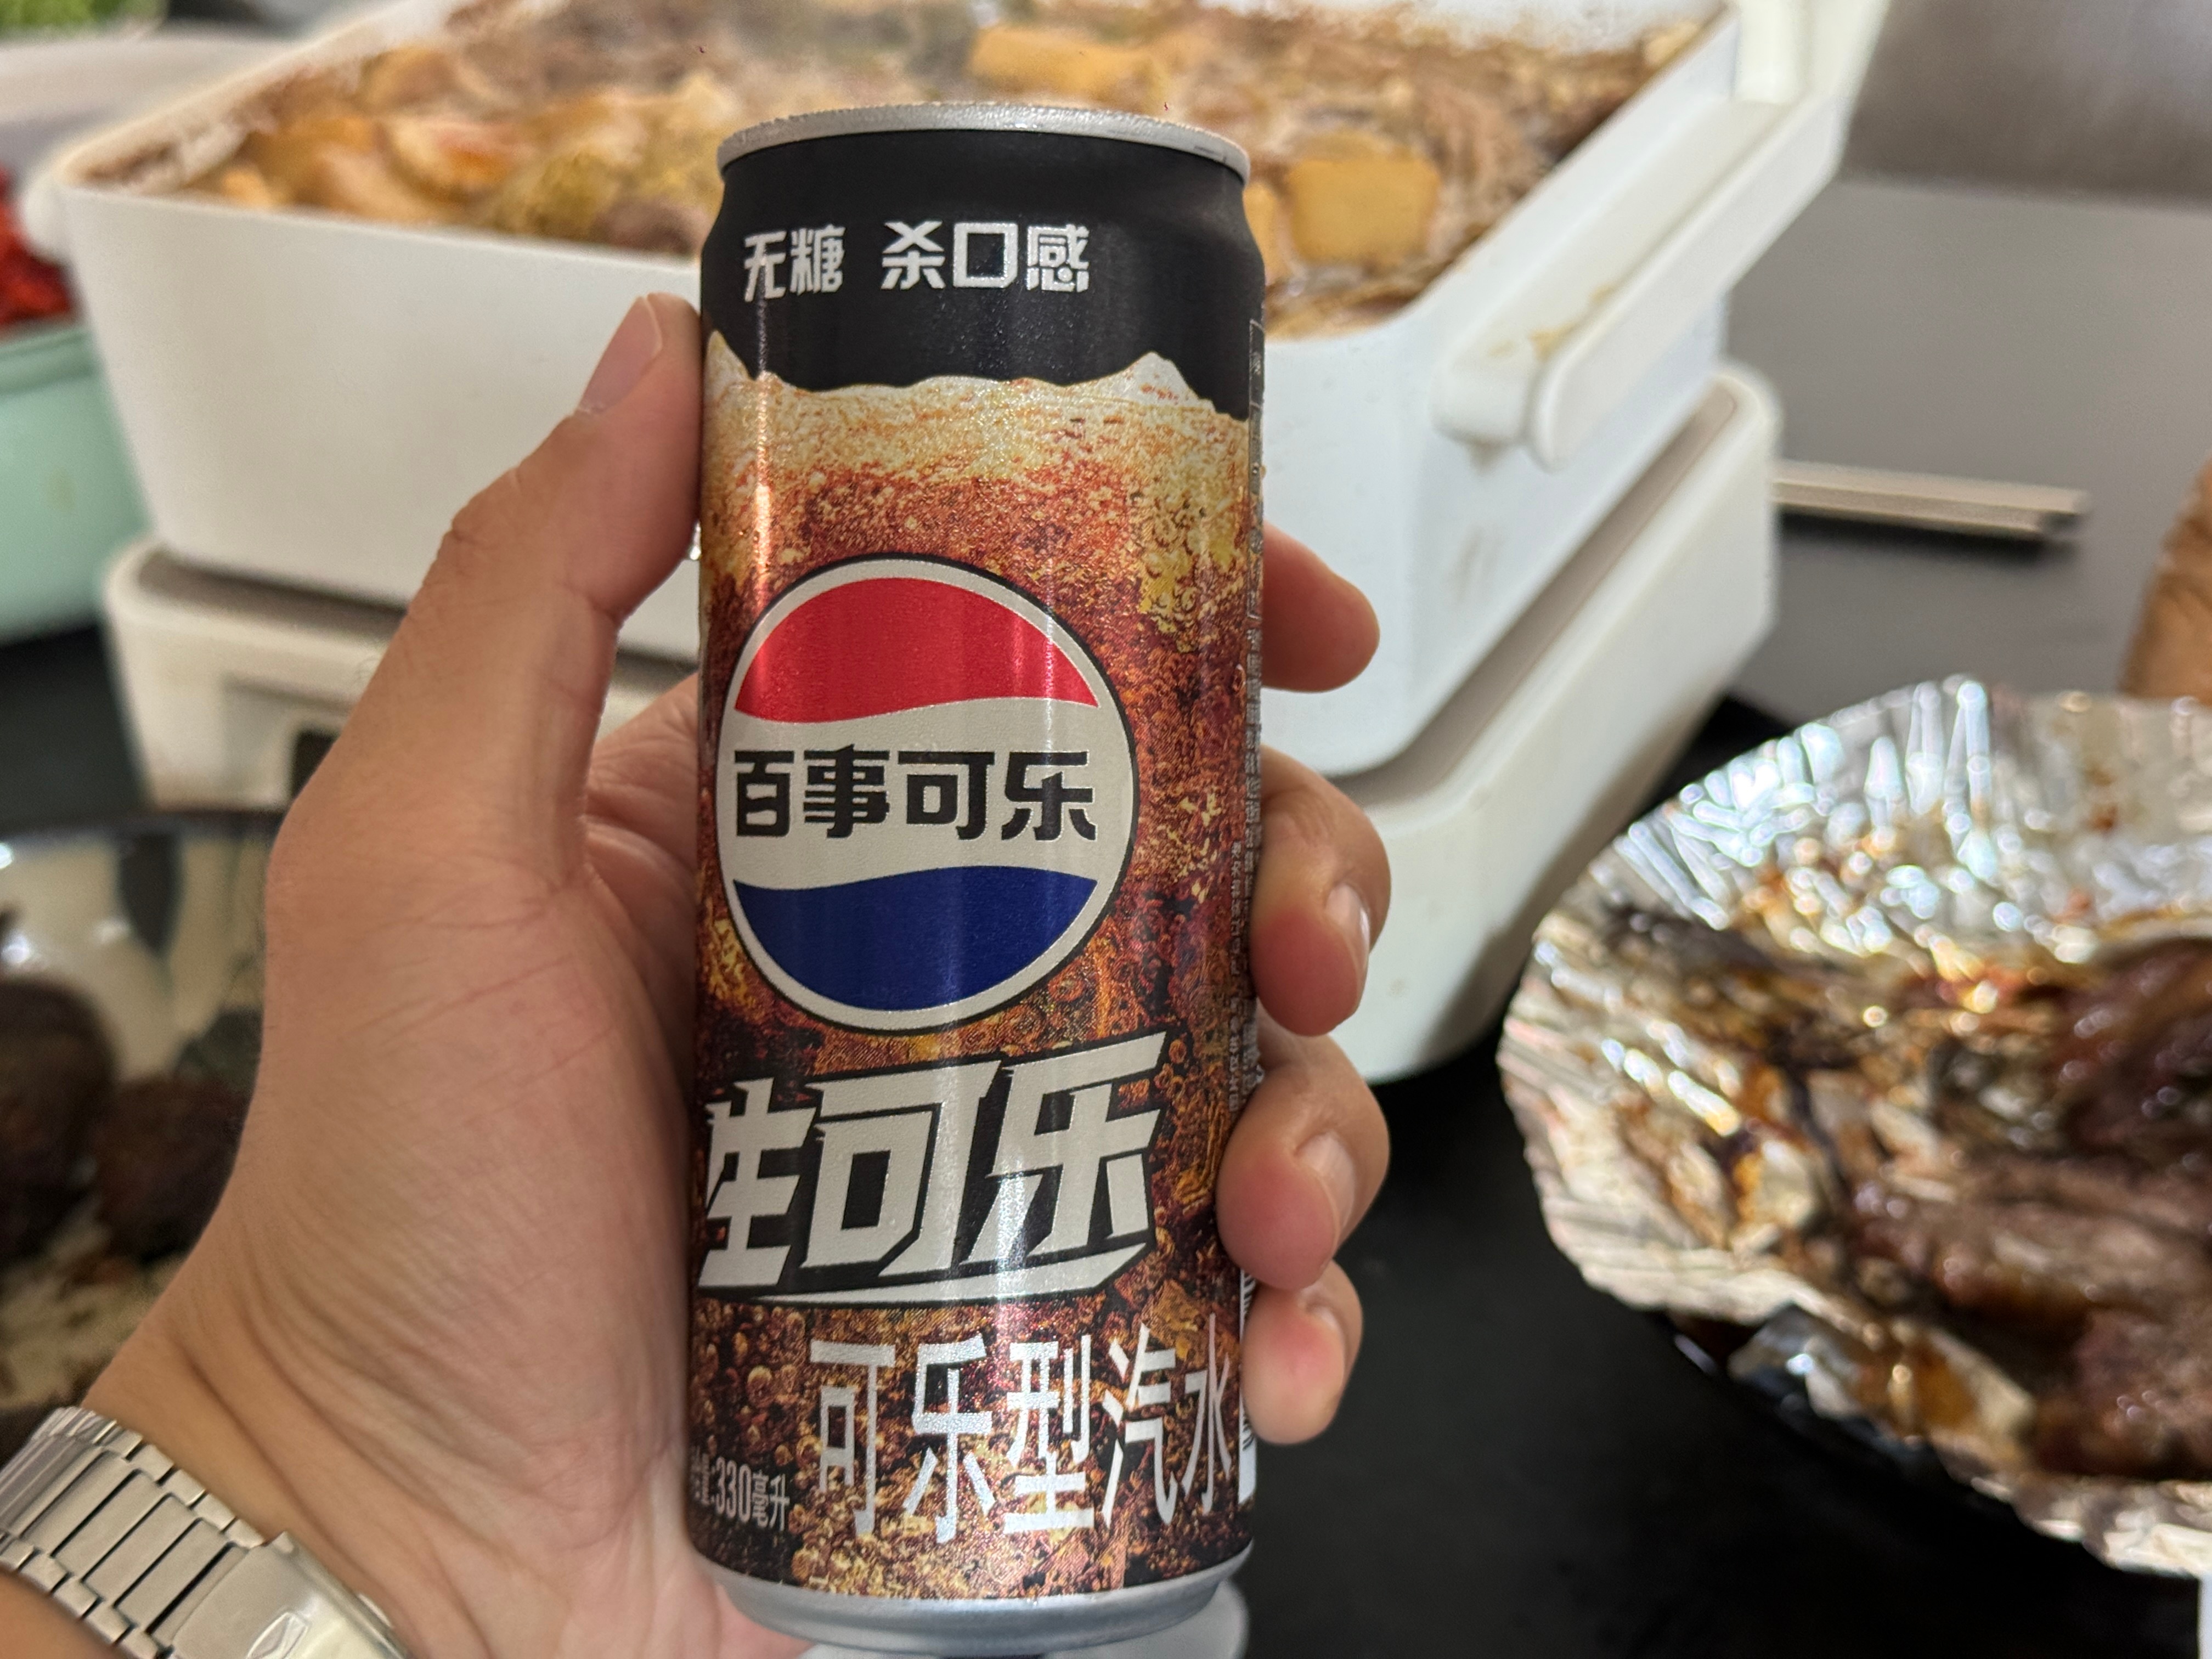 无糖 杀口感
百事可乐
生可乐
可乐型汽水
量:330毫升